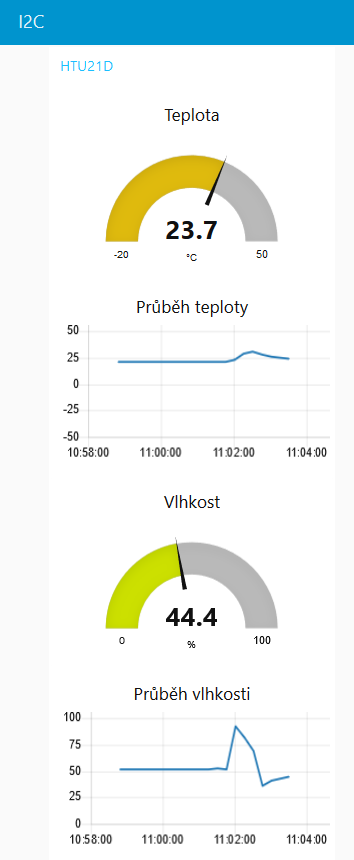 I2C
HTU21D
Teplota
23.7
-20 °C 50
Průběh teploty
50
25
0
-25
-50
10:58:00 11:00:00 11:02:00 11:04:00
Vlhkost
44.4
0 % 100
Průběh vlhkosti
100
75
50
25
0
10:58:00 11:00:00 11:02:00 11:04:00